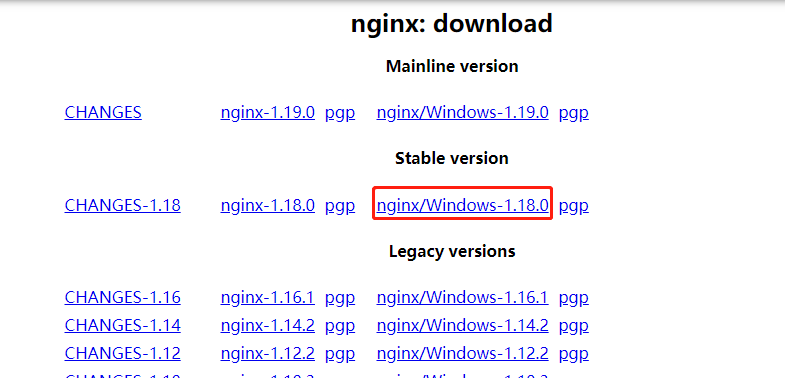 nginx: download
Mainline version
CHANGES nginx-1.19.0 pgp nginx/Windows-1.19.0 pgp
Stable version
CHANGES-1.18 nginx-1.18.0 pgp nginx/Windows-1.18.0 pgp
Legacy versions
CHANGES-1.16 nginx-1.16.1 pgp nginx/Windows-1.16.1 pgp
CHANGES-1.14 nginx-1.14.2 pgp nginx/Windows-1.14.2 pgp
CHANGES-1.12 nginx-1.12.2 pgp nginx/Windows-1.12.2 pgp